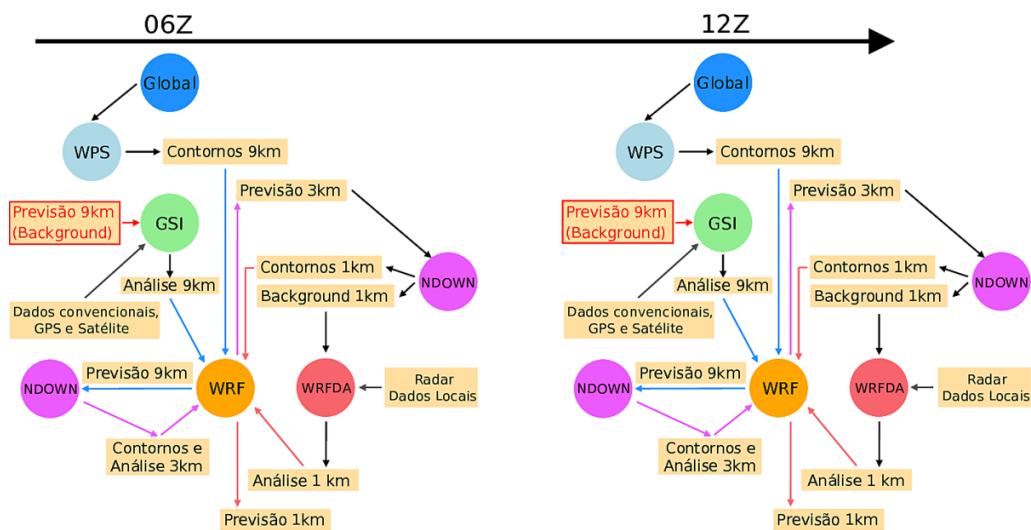 06Z
12Z
Global
WPS
Contornos 9km
Previsão 3km
Previsão 9km
(Background)
GSI
Contornos 1km
NDOWN
Análise 9km
Background 1km
Dados convencionais,
GPS e Satélite
Previsão 9km
NDOWN
WRF
WRFDA
Radar
Dados Locais
Contornos e
Análise 3km
Análise 1 km
Previsão 1km
Global
WPS
Contornos 9km
Previsão 3km
Previsão 9km
(Background)
GSI
Contornos 1km
NDOWN
Análise 9km
Background 1km
Dados convencionais,
GPS e Satélite
Previsão 9km
NDOWN
WRF
WRFDA
Radar
Dados Locais
Contornos e
Análise 3km
Análise 1 km
Previsão 1km